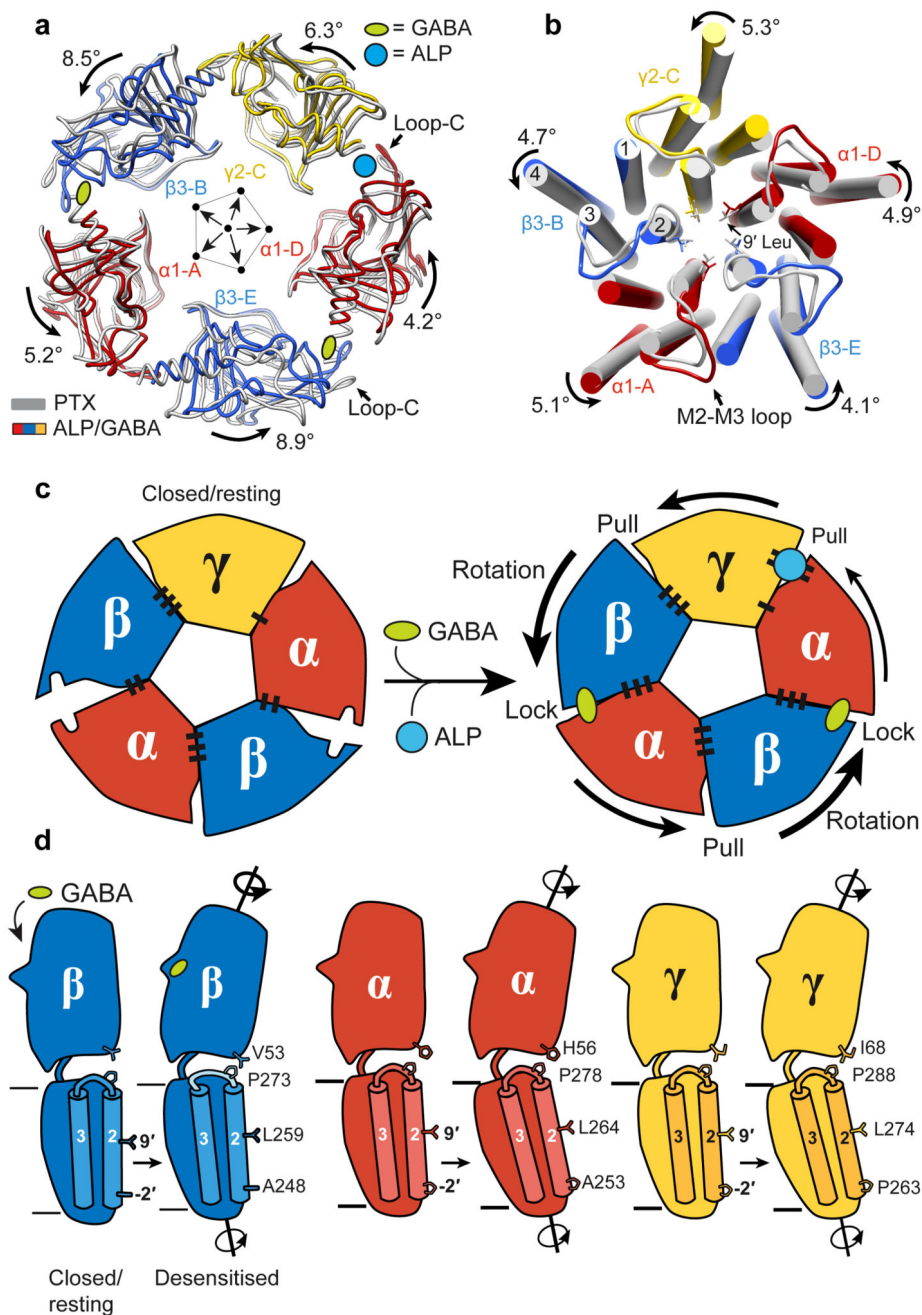 a
8.5°
6.3°
= GABA
= ALP
Loop-C
β3-B
γ2-C
α1-A
α1-D
β3-E
5.2°
4.2°
Loop-C
8.9°
PTX
ALP/GABA
b
5.3°
γ2-C
4.7°
1
α1-D
4
β3-B
3
2
9′ Leu
4.9°
β3-E
α1-A
5.1°
4.1°
M2-M3 loop
c
Closed/resting
γ
β
α
α
β
GABA
ALP
Pull
Pull
Rotation
γ
β
α
Lock
Lock
α
β
Rotation
Pull
d
GABA
β
β
α
α
γ
γ
V53
P273
H56
P278
I68
P288
3 2 9′
3 2 L259
3 2 9′
3 2 L264
3 2 9′
3 2 L274
-2′
A248
-2′
A253
-2′
P263
Closed/
resting
Desensitised